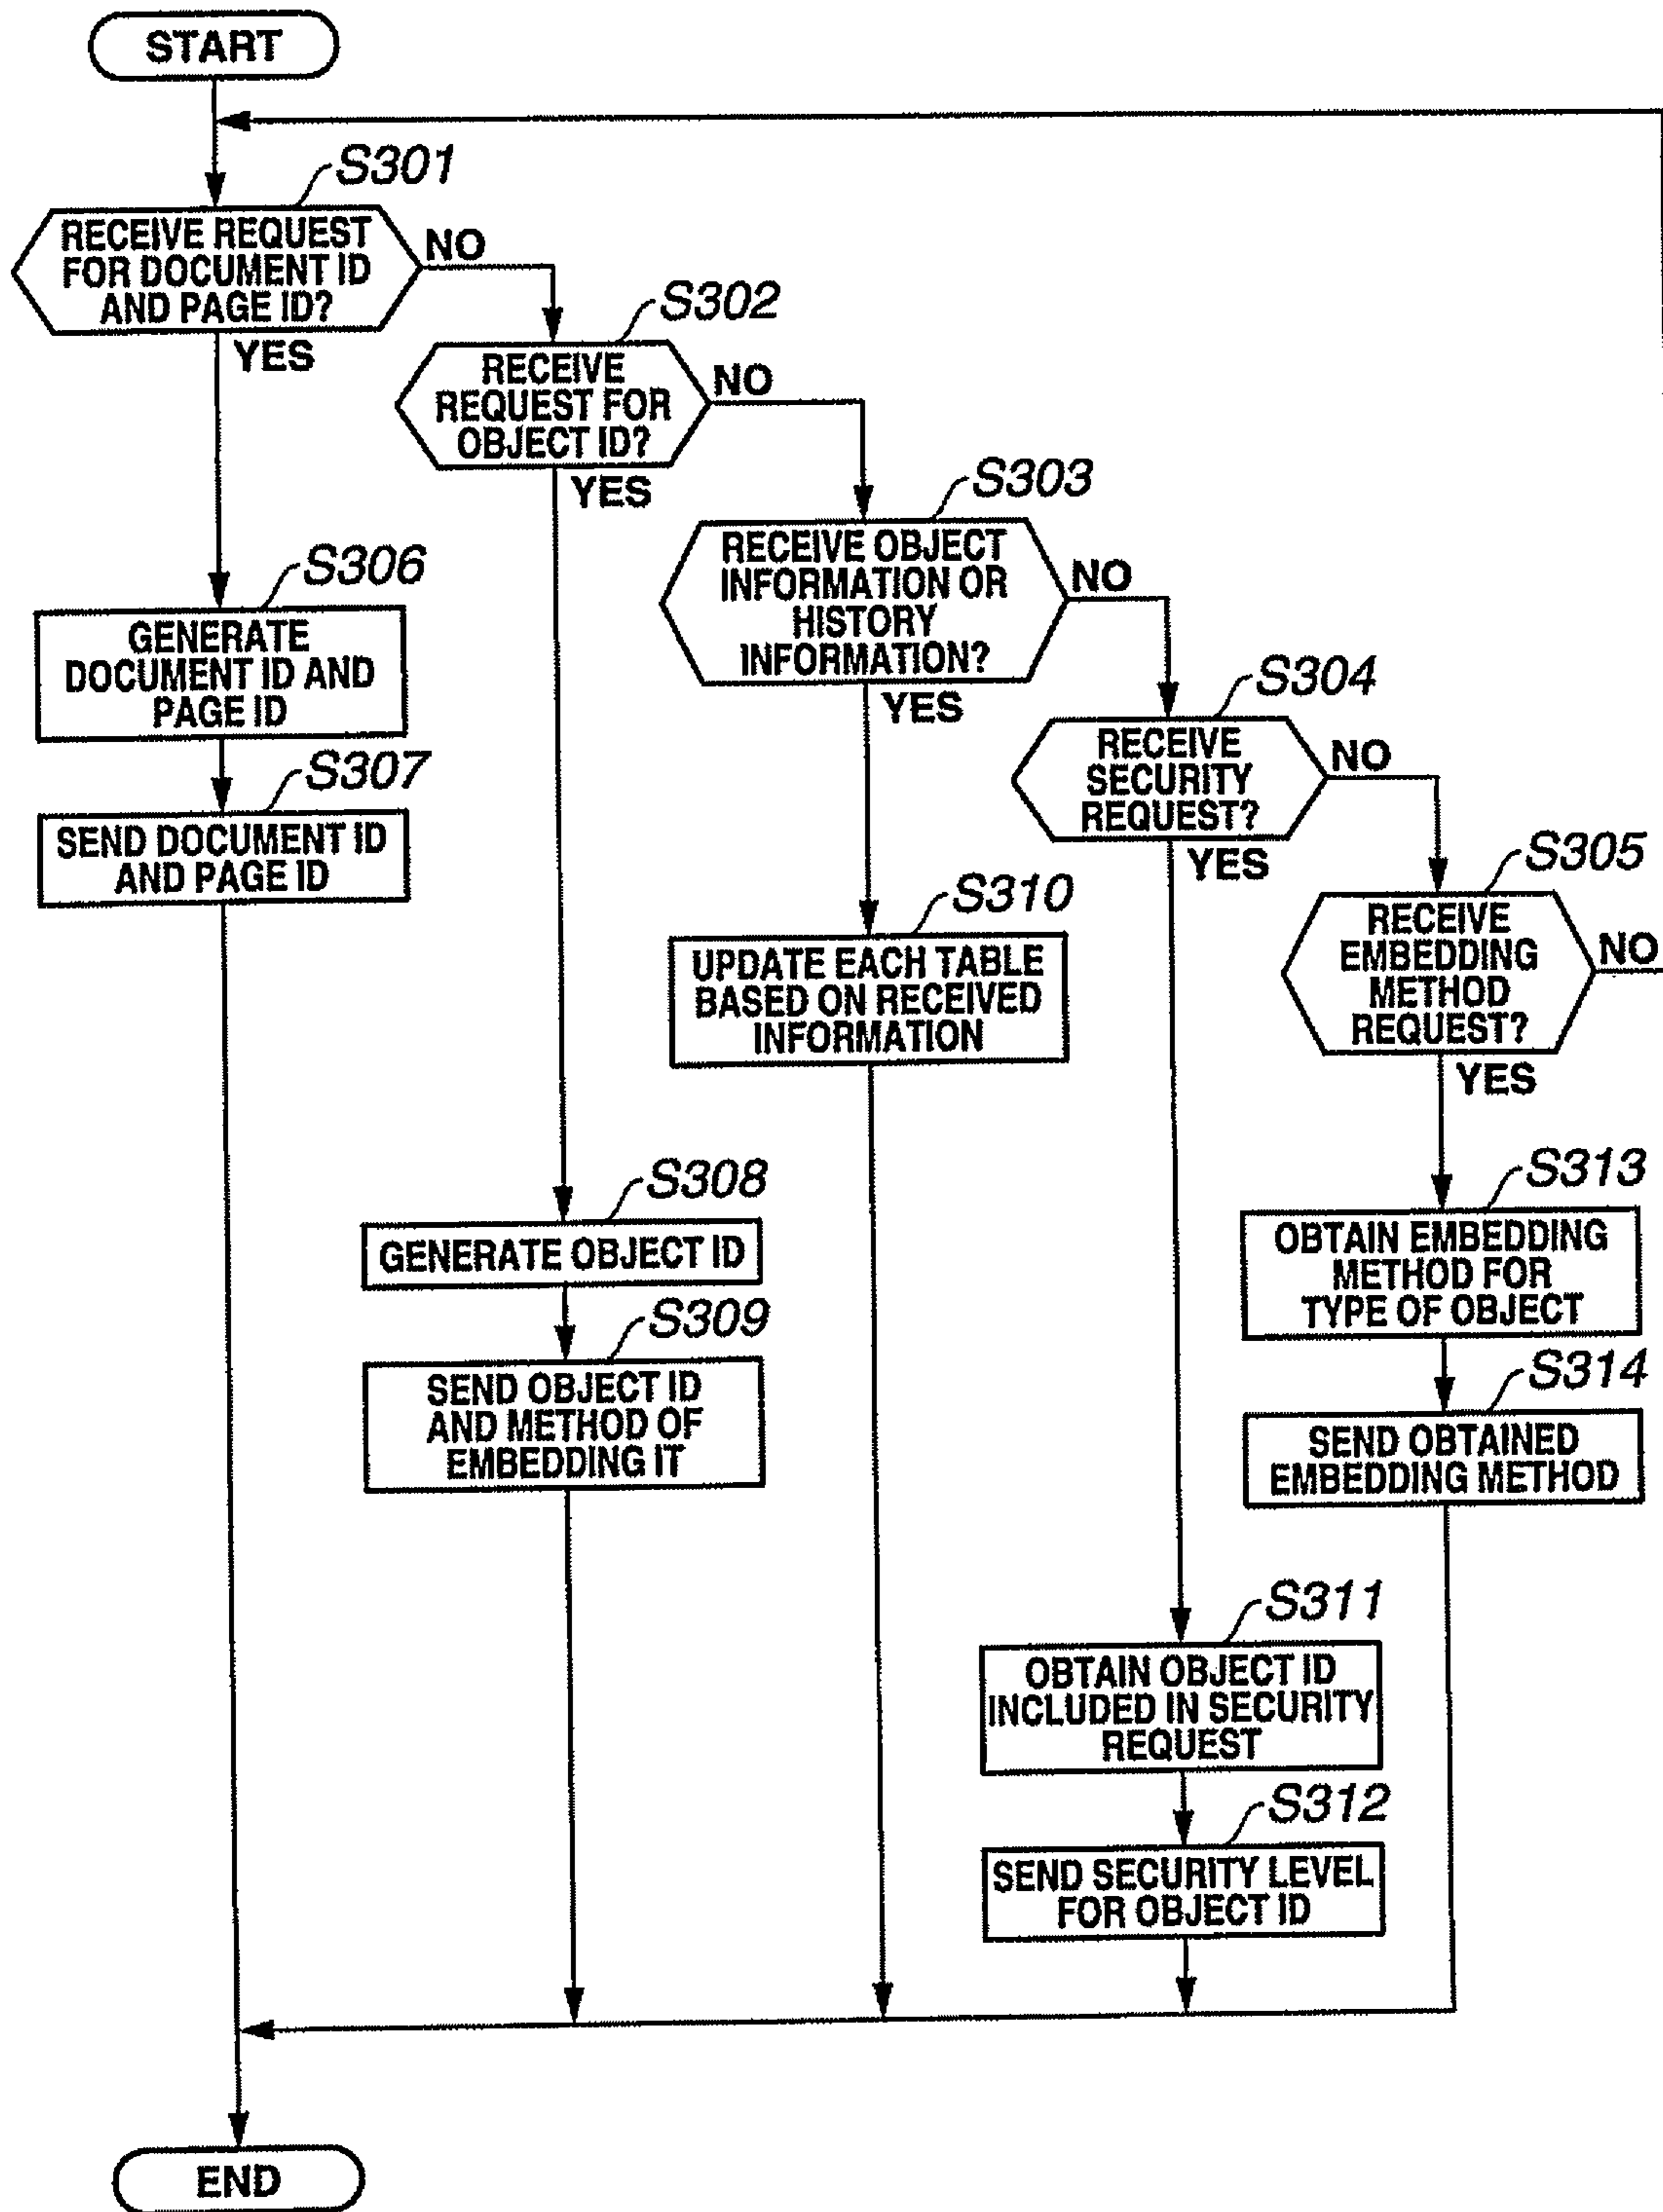 START
S301
RECEIVE REQUEST
FOR DOCUMENT ID
AND PAGE ID?
NO
YES
S302
RECEIVE
REQUEST FOR
OBJECT ID?
NO
YES
S303
RECEIVE OBJECT
INFORMATION OR
HISTORY
INFORMATION?
NO
YES
S304
RECEIVE
SECURITY
REQUEST?
NO
YES
S305
RECEIVE
EMBEDDING
METHOD
REQUEST?
NO
YES
S306
GENERATE
DOCUMENT ID AND
PAGE ID
S307
SEND DOCUMENT ID
AND PAGE ID
S308
GENERATE OBJECT ID
S309
SEND OBJECT ID
AND METHOD OF
EMBEDDING IT
S310
UPDATE EACH TABLE
BASED ON RECEIVED
INFORMATION
S311
OBTAIN OBJECT ID
INCLUDED IN SECURITY
REQUEST
S312
SEND SECURITY LEVEL
FOR OBJECT ID
S313
OBTAIN EMBEDDING
METHOD FOR
TYPE OF OBJECT
S314
SEND OBTAINED
EMBEDDING METHOD
END